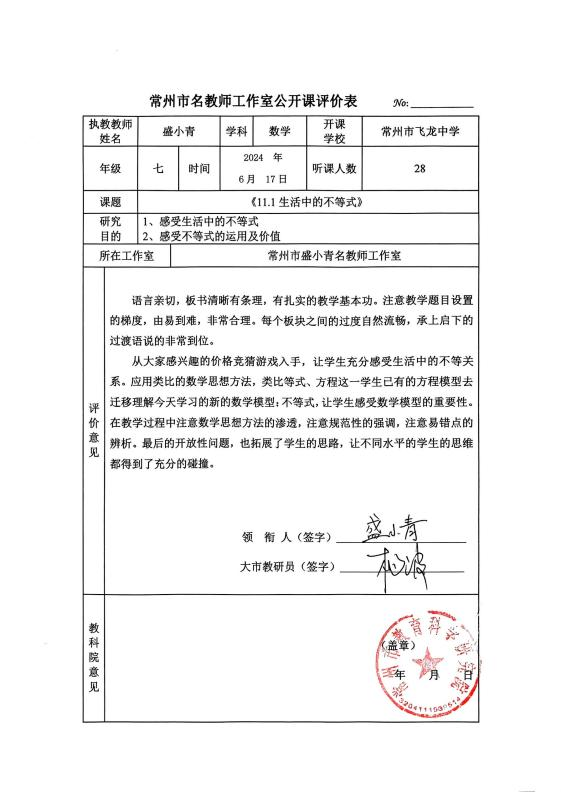 常州市名教师工作室公开课评价表 No:
执教教师姓名 盛小青 学科 数学 开课学校 常州市飞龙中学
年级 七 时间 2024 年 6月 17日 听课人数 28
课题 《11.1 生活中的不等式》
研究目的 1、感受生活中的不等式
2、感受不等式的运用及价值
所在工作室 常州市盛小青名教师工作室
评价意见
语言亲切，板书清晰有条理，有扎实的教学基本功。注意教学题目设置
的梯度，由易到难，非常合理。每个板块之间的过度自然流畅，承上启下的
过渡语说的非常到位。
从大家感兴趣的价格竞猜游戏入手，让学生充分感受生活中的不等关
系。应用类比的数学思想方法，类比等式、方程这一学生已有的方程模型去
迁移理解今天学习的新的数学模型：不等式，让学生感受数学模型的重要性。
在教学过程中注意数学思想方法的渗透，注意规范性的强调，注意易错点的
辨析。最后的开放性问题，也拓展了学生的思路，让不同水平的学生的思维
都得到了充分的碰撞。
领 衔 人（签字） 盛小青
大市教研员（签字） 杨波
教科院意见
（盖章）
年 月 日
常州市教育科学研究院